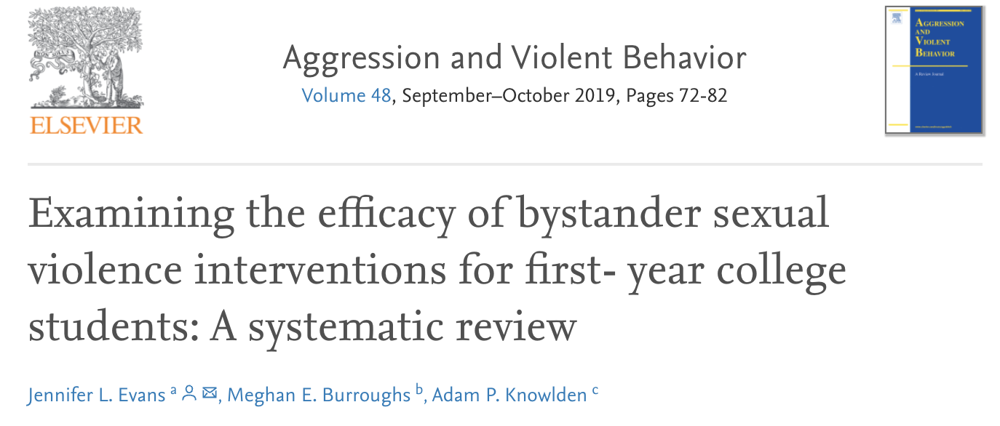 Aggression and Violent Behavior
Volume 48, September–October 2019, Pages 72-82
ELSEVIER
AGGRESSION
AND
VIOLENT
BEHAVIOR
A Review Journal
Examining the efficacy of bystander sexual
violence interventions for first- year college
students: A systematic review
Jennifer L. Evans a, Meghan E. Burroughs b, Adam P. Knowlden c